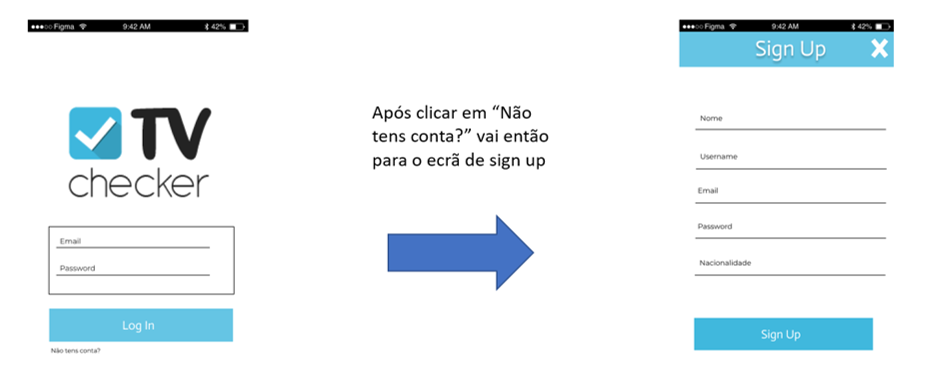 ●●●○○ Figma 9:42 AM 42%
TV
checker
Email
Password
Log In
Não tens conta?
Após clicar em “Não
tens conta?” vai então
para o ecrã de sign up
●●●○○ Figma 9:42 AM 42%
Sign Up
Nome
Username
Email
Password
Nacionalidade
Sign Up